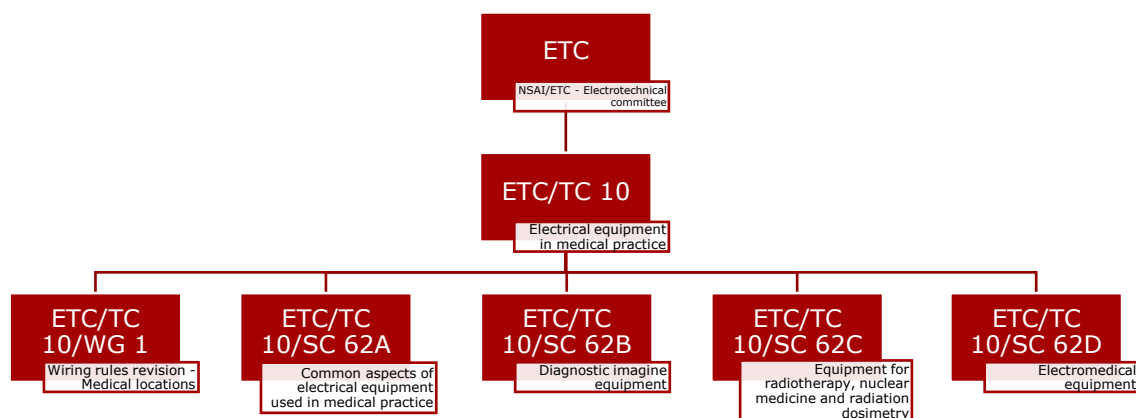 ETC
NSAI/ETC - Electrotechnical
committee
ETC/TC 10
Electrical equipment
in medical practice
ETC/TC
10/WG 1
Wiring rules revision -
Medical locations
ETC/TC
10/SC 62A
Common aspects of
electrical equipment
used in medical practice
ETC/TC
10/SC 62B
Diagnostic imagine
equipment
ETC/TC
10/SC 62C
Equipment for
radiotherapy, nuclear
medicine and radiation
dosimetry
ETC/TC
10/SC 62D
Electromedical
equipment